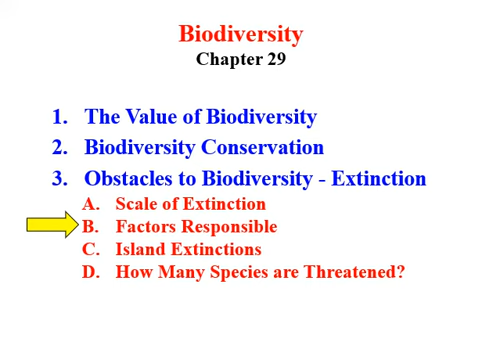 Biodiversity
Chapter 29
1. The Value of Biodiversity
2. Biodiversity Conservation
3. Obstacles to Biodiversity - Extinction
A. Scale of Extinction
B. Factors Responsible
C. Island Extinctions
D. How Many Species are Threatened?